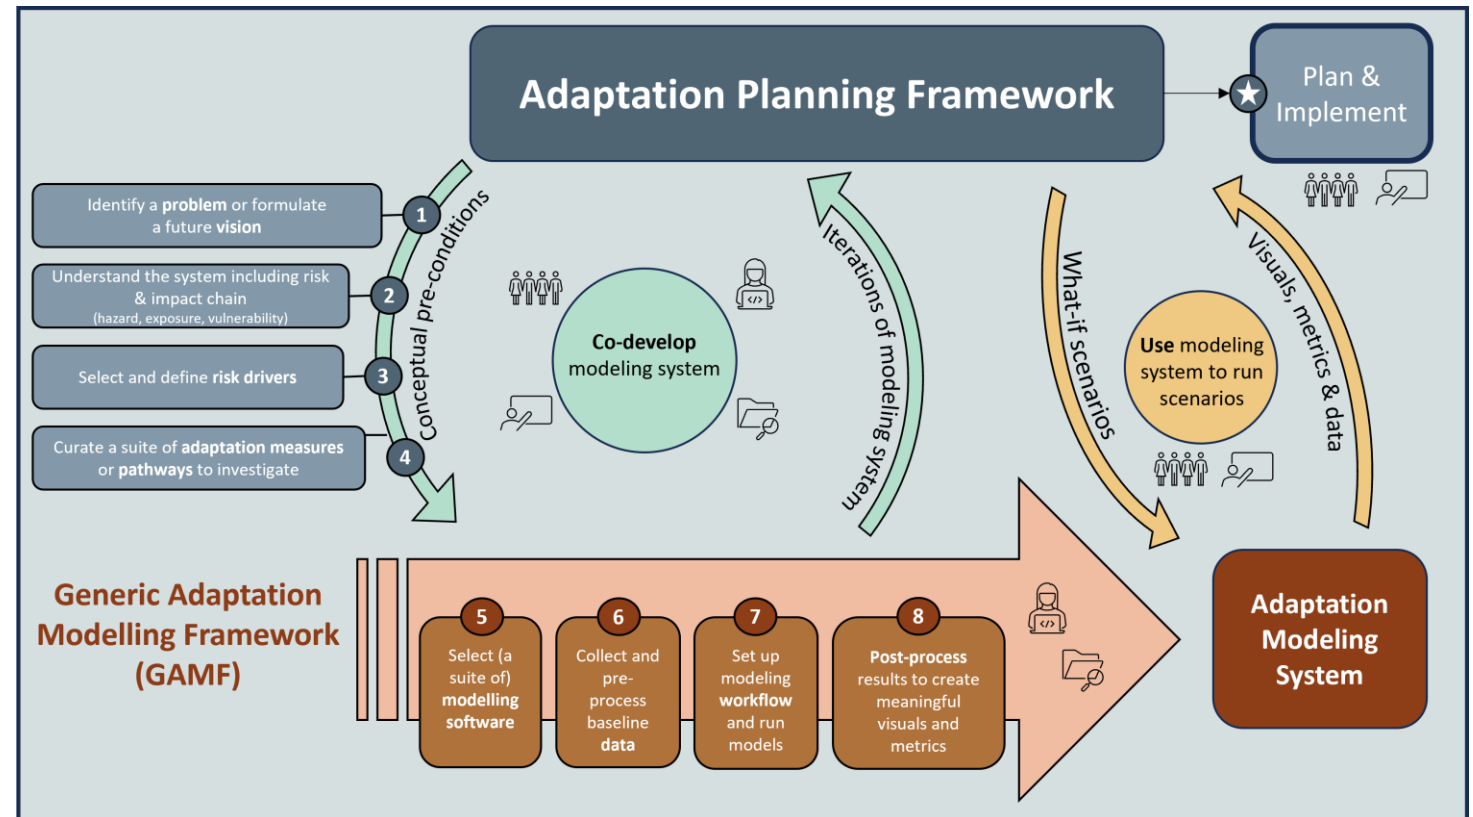 Adaptation Planning Framework
Plan &
Implement
1
Identify a problem or formulate
a future vision
2
Understand the system including risk
& impact chain
(hazard, exposure, vulnerability)
3
Select and define risk drivers
4
Curate a suite of adaptation measures
or pathways to investigate
Conceptual pre-conditions
Co-develop
modeling system
</>
Iterations of modeling system
What-if scenarios
Use modeling
system to run
scenarios
Visuals, metrics & data
Generic Adaptation
Modelling Framework
(GAMF)
5
Select (a
suite of)
modelling
software
6
Collect and
pre-
process
baseline
data
7
Set up
modeling
workflow
and run
models
8
Post-process
results to create
meaningful
visuals and
metrics
</>
Adaptation
Modeling
System